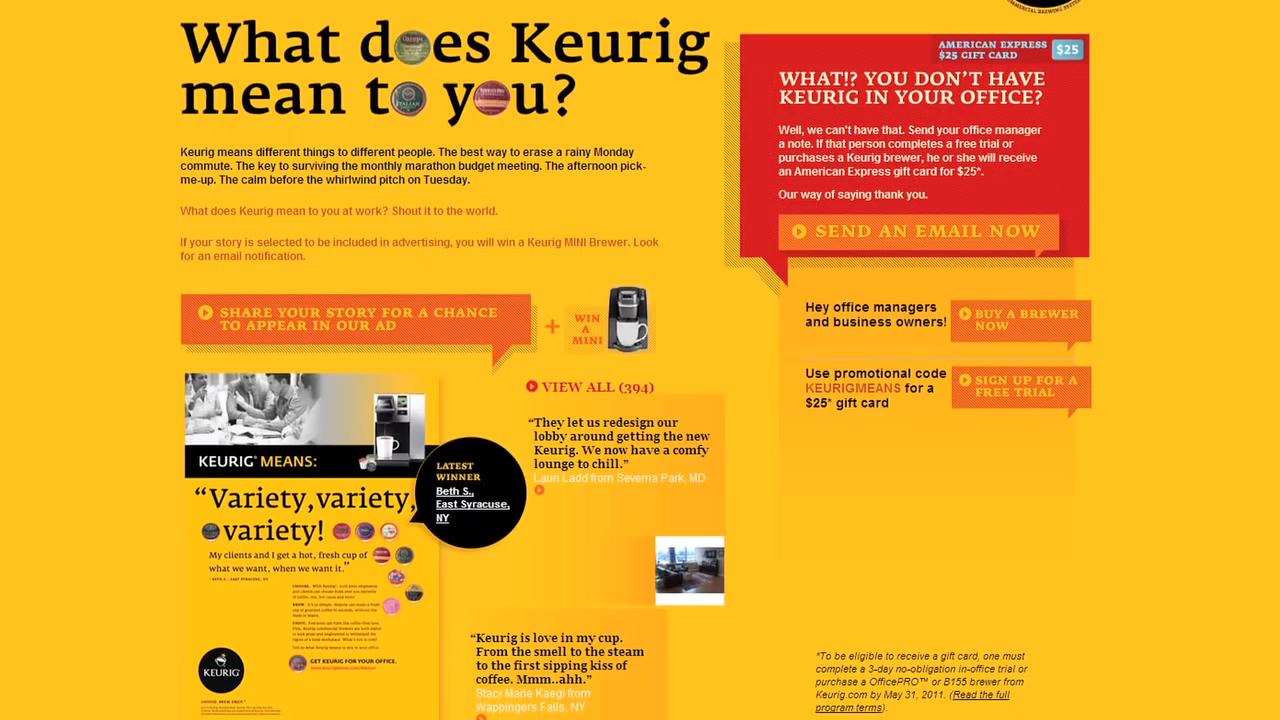 What does Keurig
mean to you?
Keurig means different things to different people. The best way to erase a rainy Monday
commute. The key to surviving the monthly marathon budget meeting. The afternoon pick-
me-up. The calm before the whirlwind pitch on Tuesday.
What does Keurig mean to you at work? Shout it to the world.
If your story is selected to be included in advertising, you will win a Keurig MINI Brewer. Look
for an email notification.
SHARE YOUR STORY FOR A CHANCE
TO APPEAR IN OUR AD
+
WIN
A
MINI
KEURIG® MEANS:
“Variety, variety,
variety!
My clients and I get a hot, fresh cup of
what we want, when we want it.”
- BETH S., EAST SYRACUSE, NY
GET KEURIG FOR YOUR OFFICE.
KEURIG
LATEST
WINNER
Beth S.,
East Syracuse,
NY
VIEW ALL (394)
“They let us redesign our
lobby around getting the new
Keurig. We now have a comfy
lounge to chill.”
Lauri Ladd from Severna Park, MD
“Keurig is love in my cup.
From the smell to the steam
to the first sipping kiss of
coffee. Mmm..ahh.”
Stacy Marie Kaegi from
Wappingers Falls, NY
AMERICAN EXPRESS
$25 GIFT CARD
$25
WHAT!? YOU DON'T HAVE
KEURIG IN YOUR OFFICE?
Well, we can't have that. Send your office manager
a note. If that person completes a free trial or
purchases a Keurig brewer, he or she will receive
an American Express gift card for $25*.
Our way of saying thank you.
SEND AN EMAIL NOW
Hey office managers
and business owners!
BUY A BREWER
NOW
Use promotional code
KEURIGMEANS for a
$25* gift card
SIGN UP FOR A
FREE TRIAL
*To be eligible to receive a gift card, one must
complete a 3-day no-obligation in-office trial or
purchase a OfficePRO™ or B155 brewer from
Keurig.com by May 31, 2011. (Read the full
program terms).